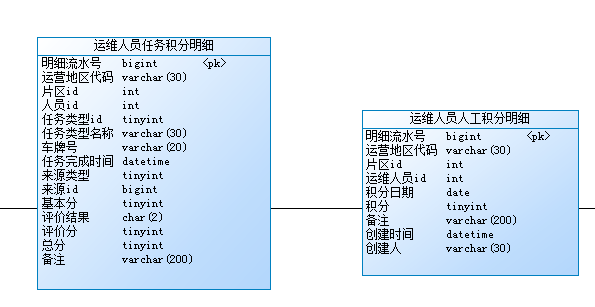 运维人员任务积分明细
明细流水号 bigint <pk>
运营地区代码 varchar(30)
片区id int
人员id int
任务类型id tinyint
任务类型名称 varchar(30)
车牌号 varchar(20)
任务完成时间 datetime
来源类型 tinyint
来源id bigint
基本分 tinyint
评价结果 char(2)
评价分 tinyint
总分 tinyint
备注 varchar(200)
运维人员人工积分明细
明细流水号 bigint <pk>
运营地区代码 varchar(30)
片区id int
运维人员id int
积分日期 date
积分 tinyint
备注 varchar(200)
创建时间 datetime
创建人 varchar(30)